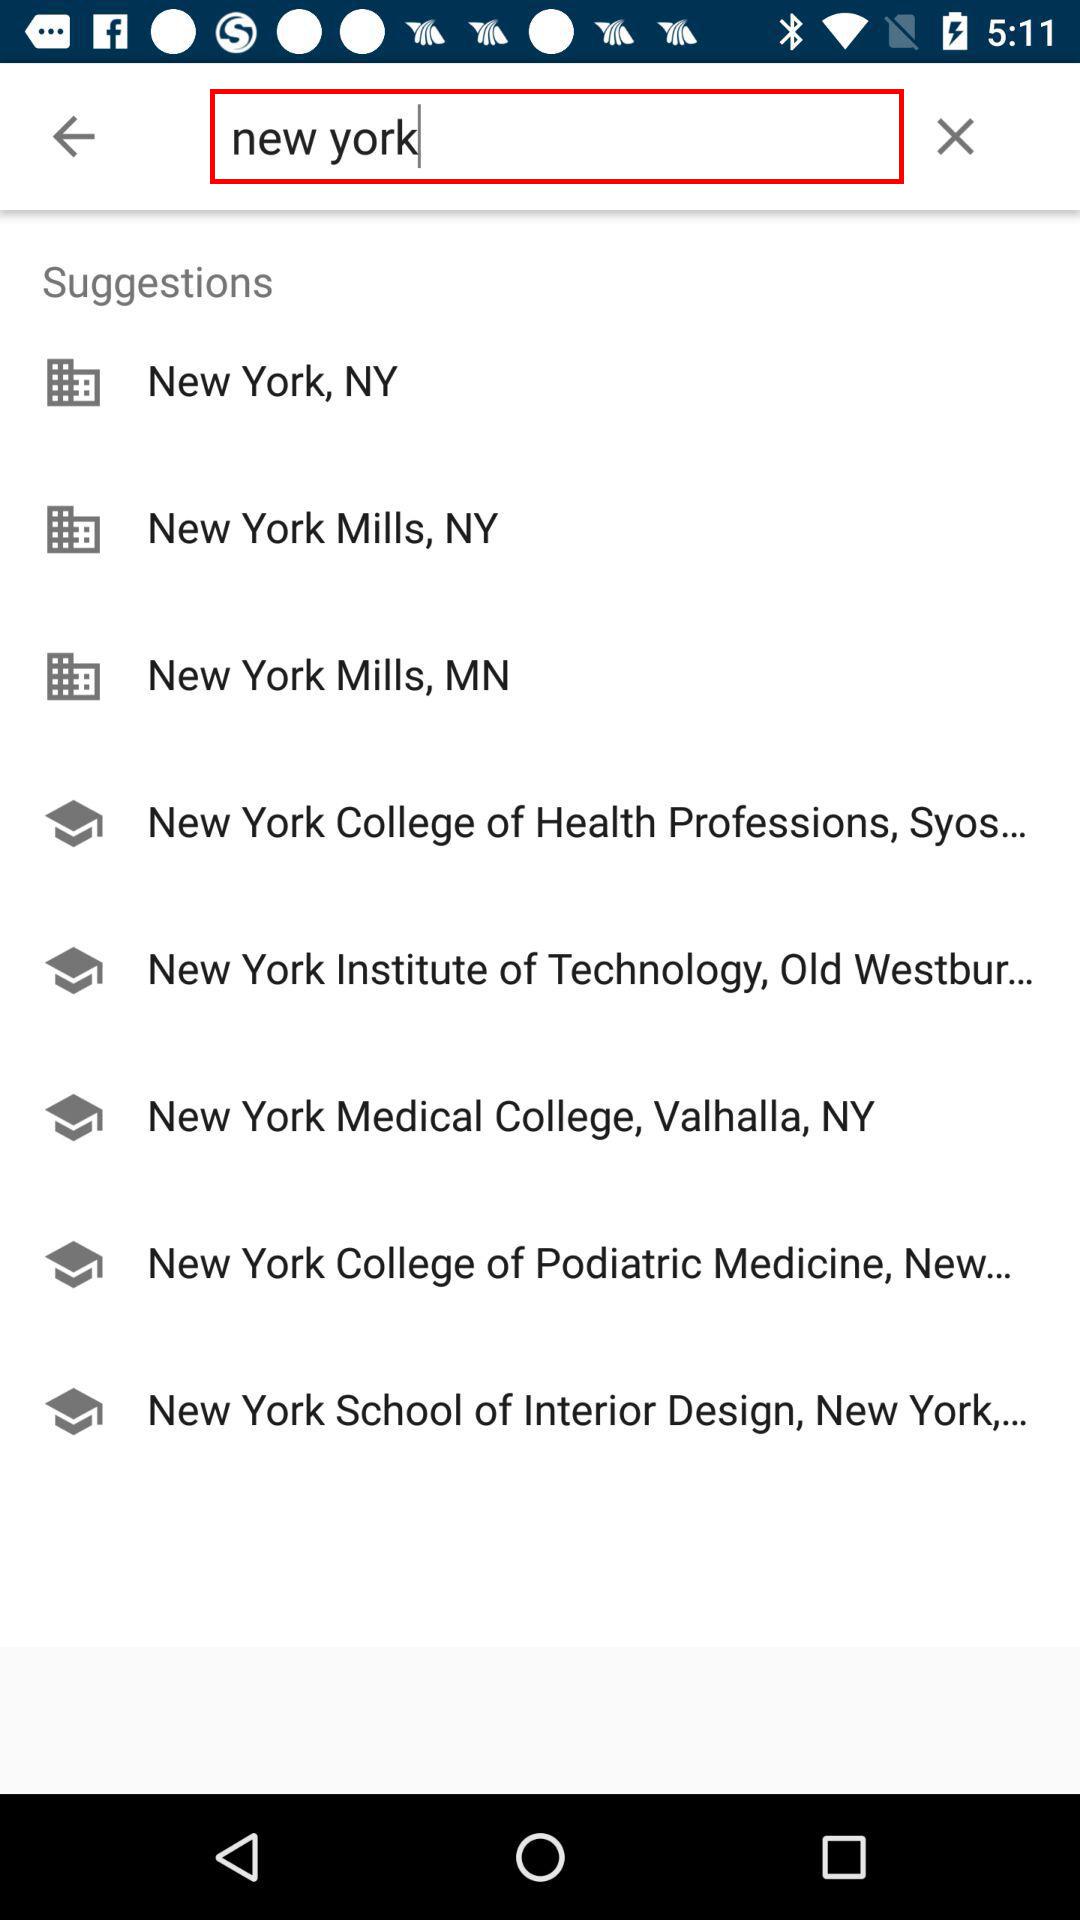 5:11
new york
Suggestions
New York, NY
New York Mills, NY
New York Mills, MN
New York College of Health Professions, Syos...
New York Institute of Technology, Old Westbur...
New York Medical College, Valhalla, NY
New York College of Podiatric Medicine, New...
New York School of Interior Design, New York,...